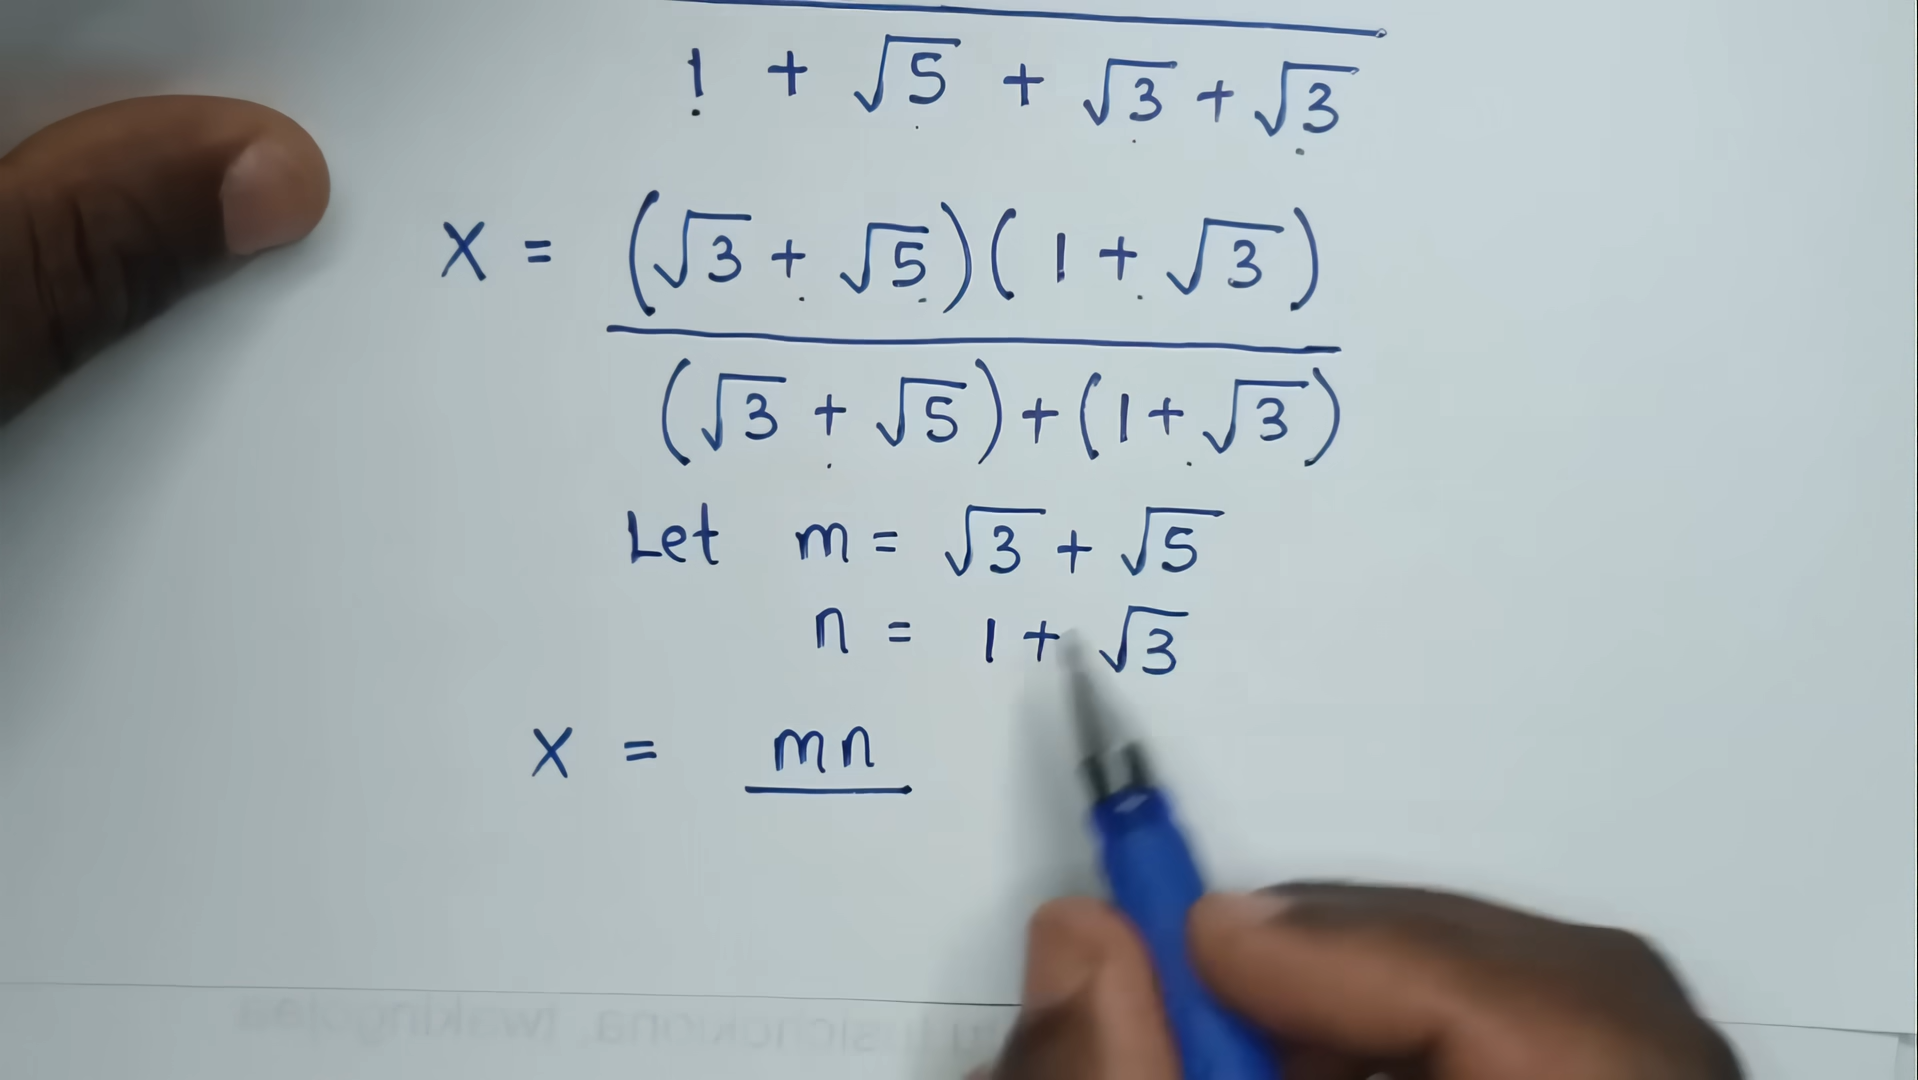 1 + √5 + √3 + √3
X = (√3 + √5)(1 + √3)
(√3 + √5) + (1 + √3)
Let m = √3 + √5
n = 1 + √3
X = mn